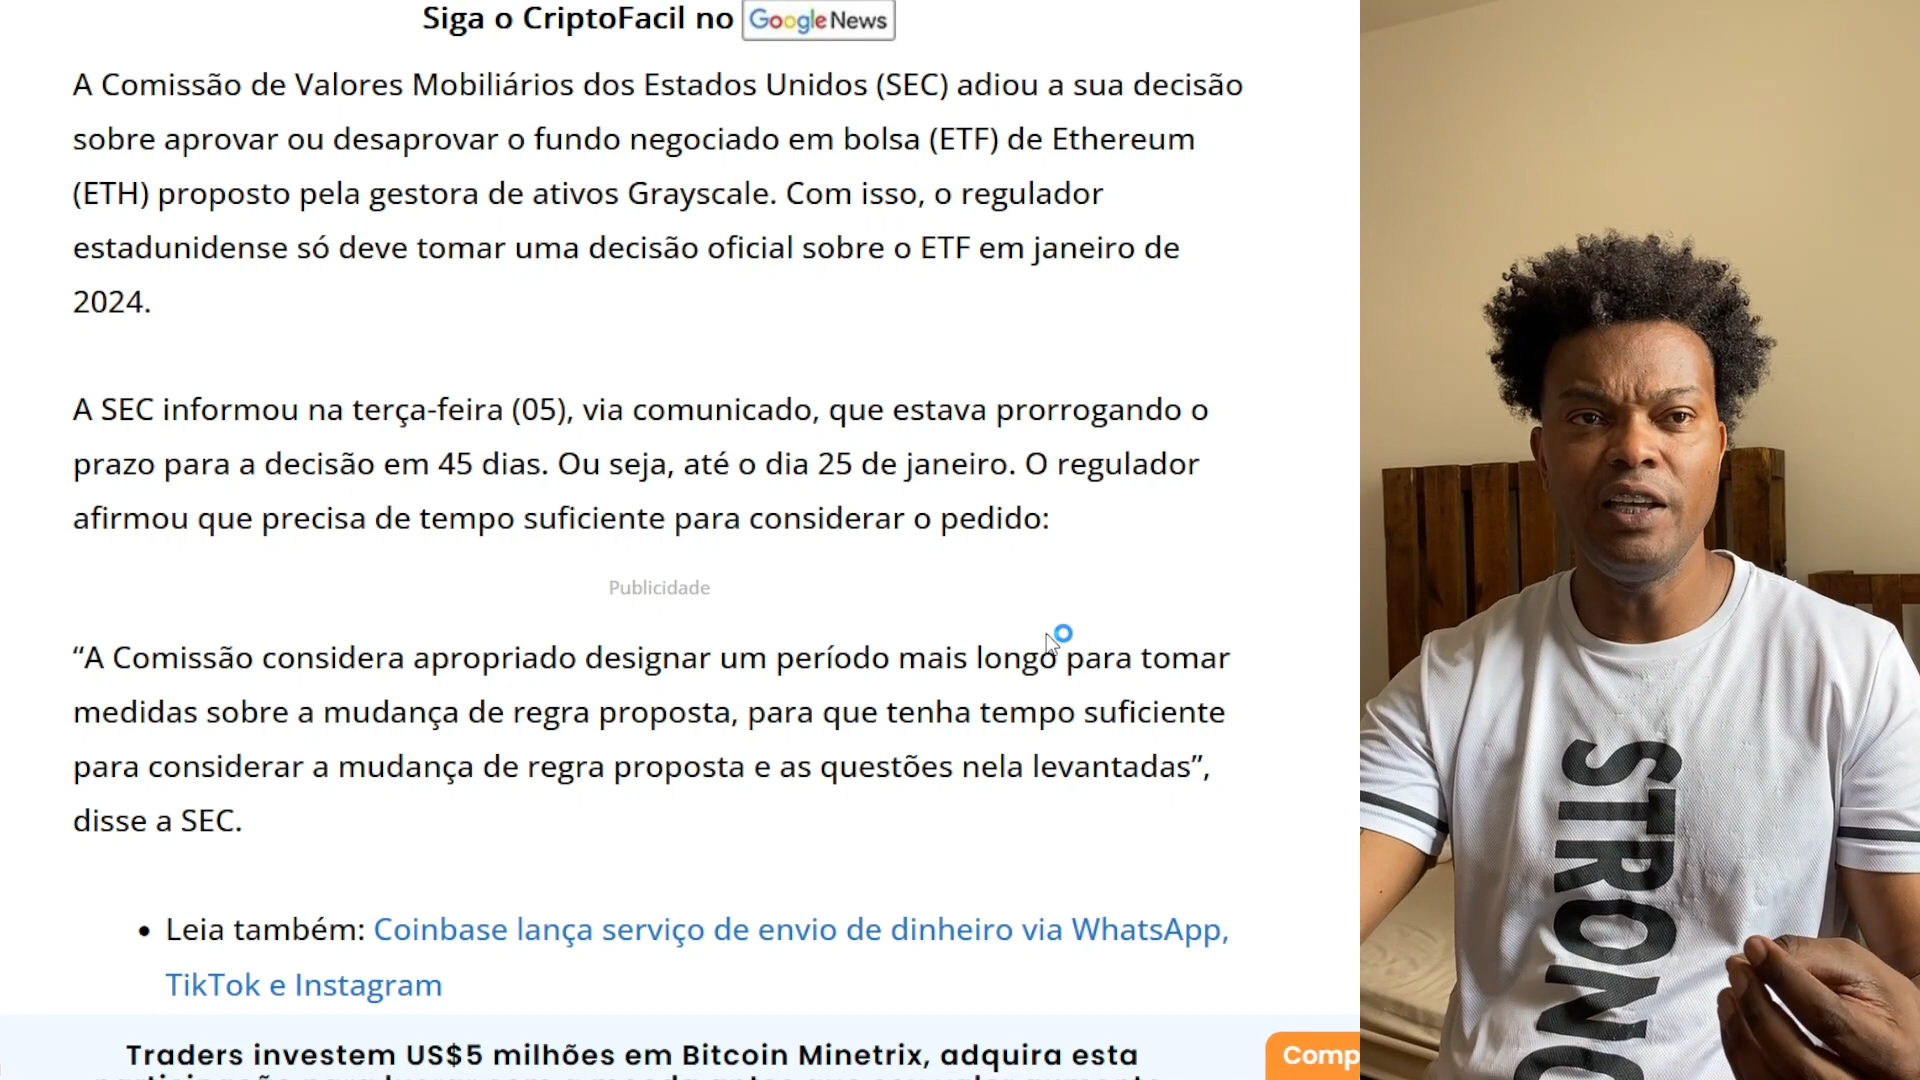 Siga o CriptoFacil no Google News
A Comissão de Valores Mobiliários dos Estados Unidos (SEC) adiou a sua decisão
sobre aprovar ou desaprovar o fundo negociado em bolsa (ETF) de Ethereum
(ETH) proposto pela gestora de ativos Grayscale. Com isso, o regulador
estadunidense só deve tomar uma decisão oficial sobre o ETF em janeiro de
2024.
A SEC informou na terça-feira (05), via comunicado, que estava prorrogando o
prazo para a decisão em 45 dias. Ou seja, até o dia 25 de janeiro. O regulador
afirmou que precisa de tempo suficiente para considerar o pedido:
Publicidade
“A Comissão considera apropriado designar um período mais longo para tomar
medidas sobre a mudança de regra proposta, para que tenha tempo suficiente
para considerar a mudança de regra proposta e as questões nela levantadas”,
disse a SEC.
• Leia também: Coinbase lança serviço de envio de dinheiro via WhatsApp,
TikTok e Instagram
Traders investem US$5 milhões em Bitcoin Minetrix, adquira esta
Comp
STRONG